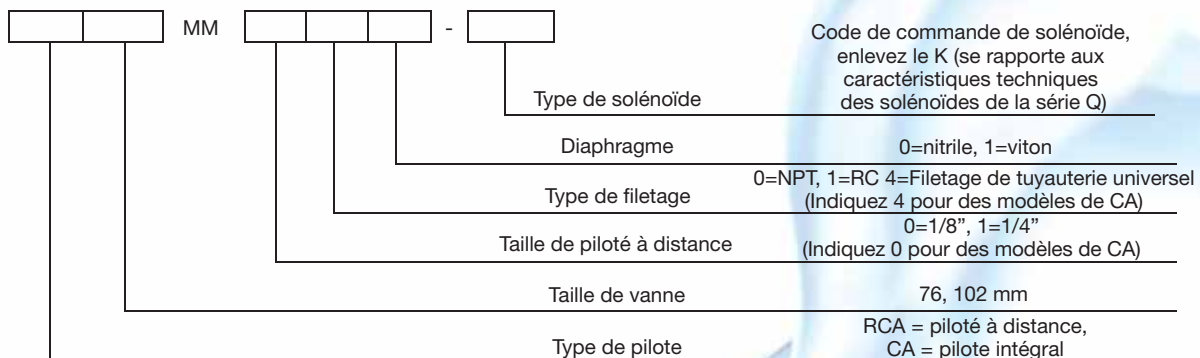 MM -
Code de commande de solénoïde,
enlevez le K (se rapporte aux
caractéristiques techniques
des solénoïdes de la série Q)
Type de solénoïde
Diaphragme 0=nitrile, 1=viton
0=NPT, 1=RC 4=Filetage de tuyauterie universel
Type de filetage (Indiquez 4 pour des modèles de CA)
0=1/8”, 1=1/4”
Taille de piloté à distance (Indiquez 0 pour des modèles de CA)
Taille de vanne 76, 102 mm
RCA = piloté à distance,
Type de pilote CA = pilote intégral